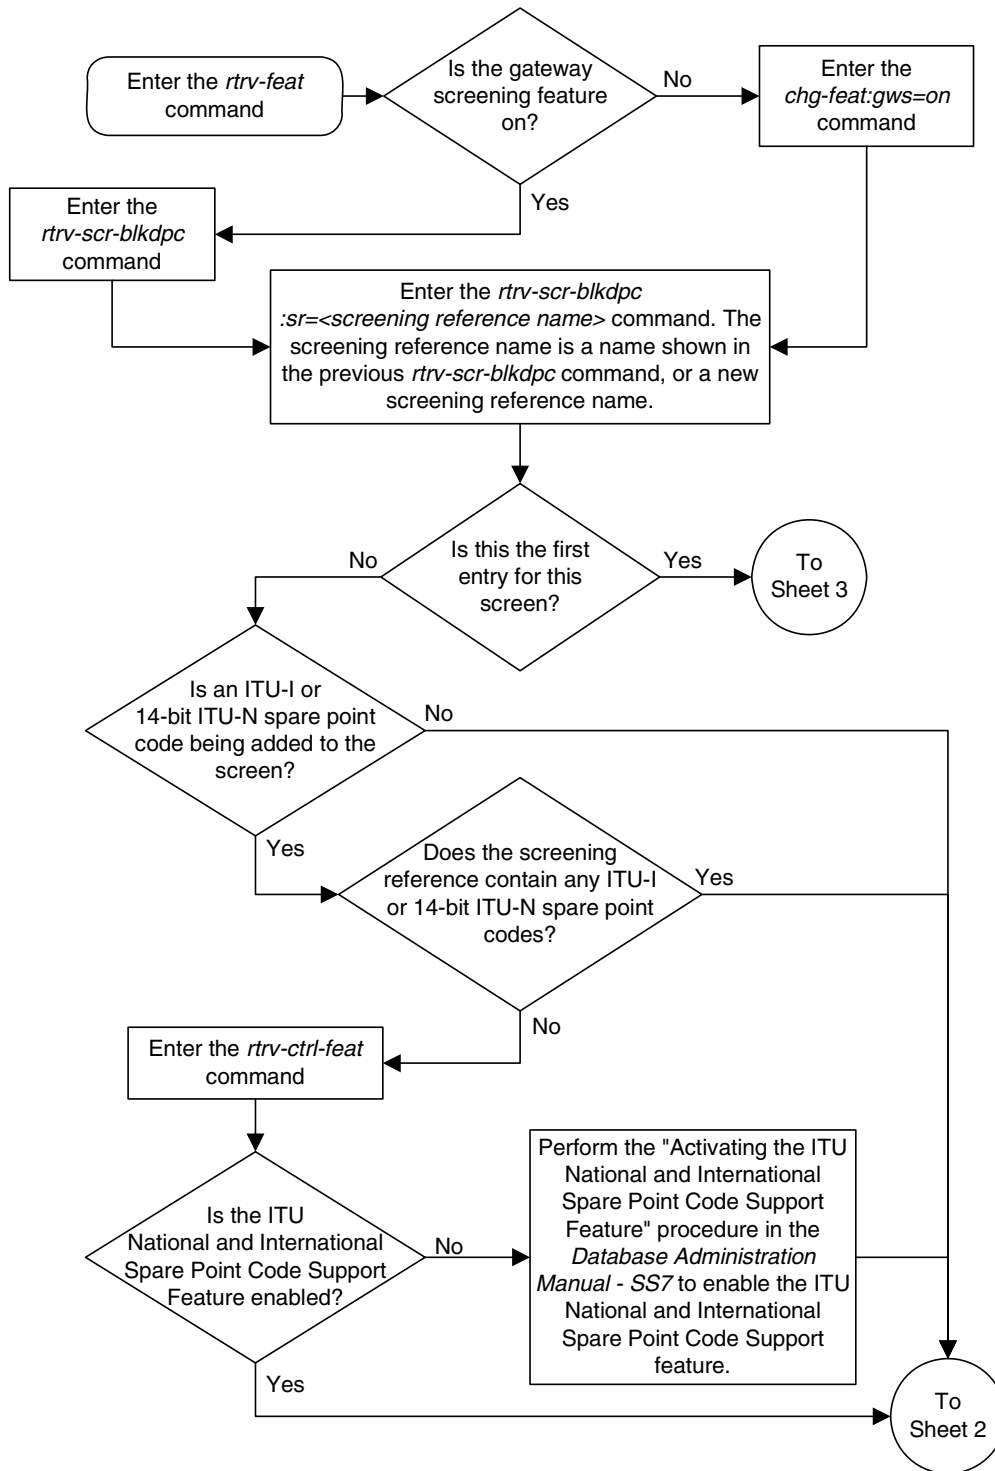 Enter the rtrv-feat
command
Is the gateway
screening feature
on?
No
Enter the
chg-feat:gws=on
command
Yes
Enter the
rtrv-scr-blkdpc
command
Enter the rtrv-scr-blkdpc
:sr=<screening reference name> command. The
screening reference name is a name shown in
the previous rtrv-scr-blkdpc command, or a new
screening reference name.
Is this the first
entry for this
screen?
No
Yes
To
Sheet 3
Is an ITU-I or
14-bit ITU-N spare point
code being added to the
screen?
No
Yes
Does the screening
reference contain any ITU-I
or 14-bit ITU-N spare point
codes?
Yes
No
Enter the rtrv-ctrl-feat
command
Is the ITU
National and International
Spare Point Code Support
Feature enabled?
No
Yes
Perform the "Activating the ITU
National and International
Spare Point Code Support
Feature" procedure in the
Database Administration
Manual - SS7 to enable the ITU
National and International
Spare Point Code Support
feature.
To
Sheet 2